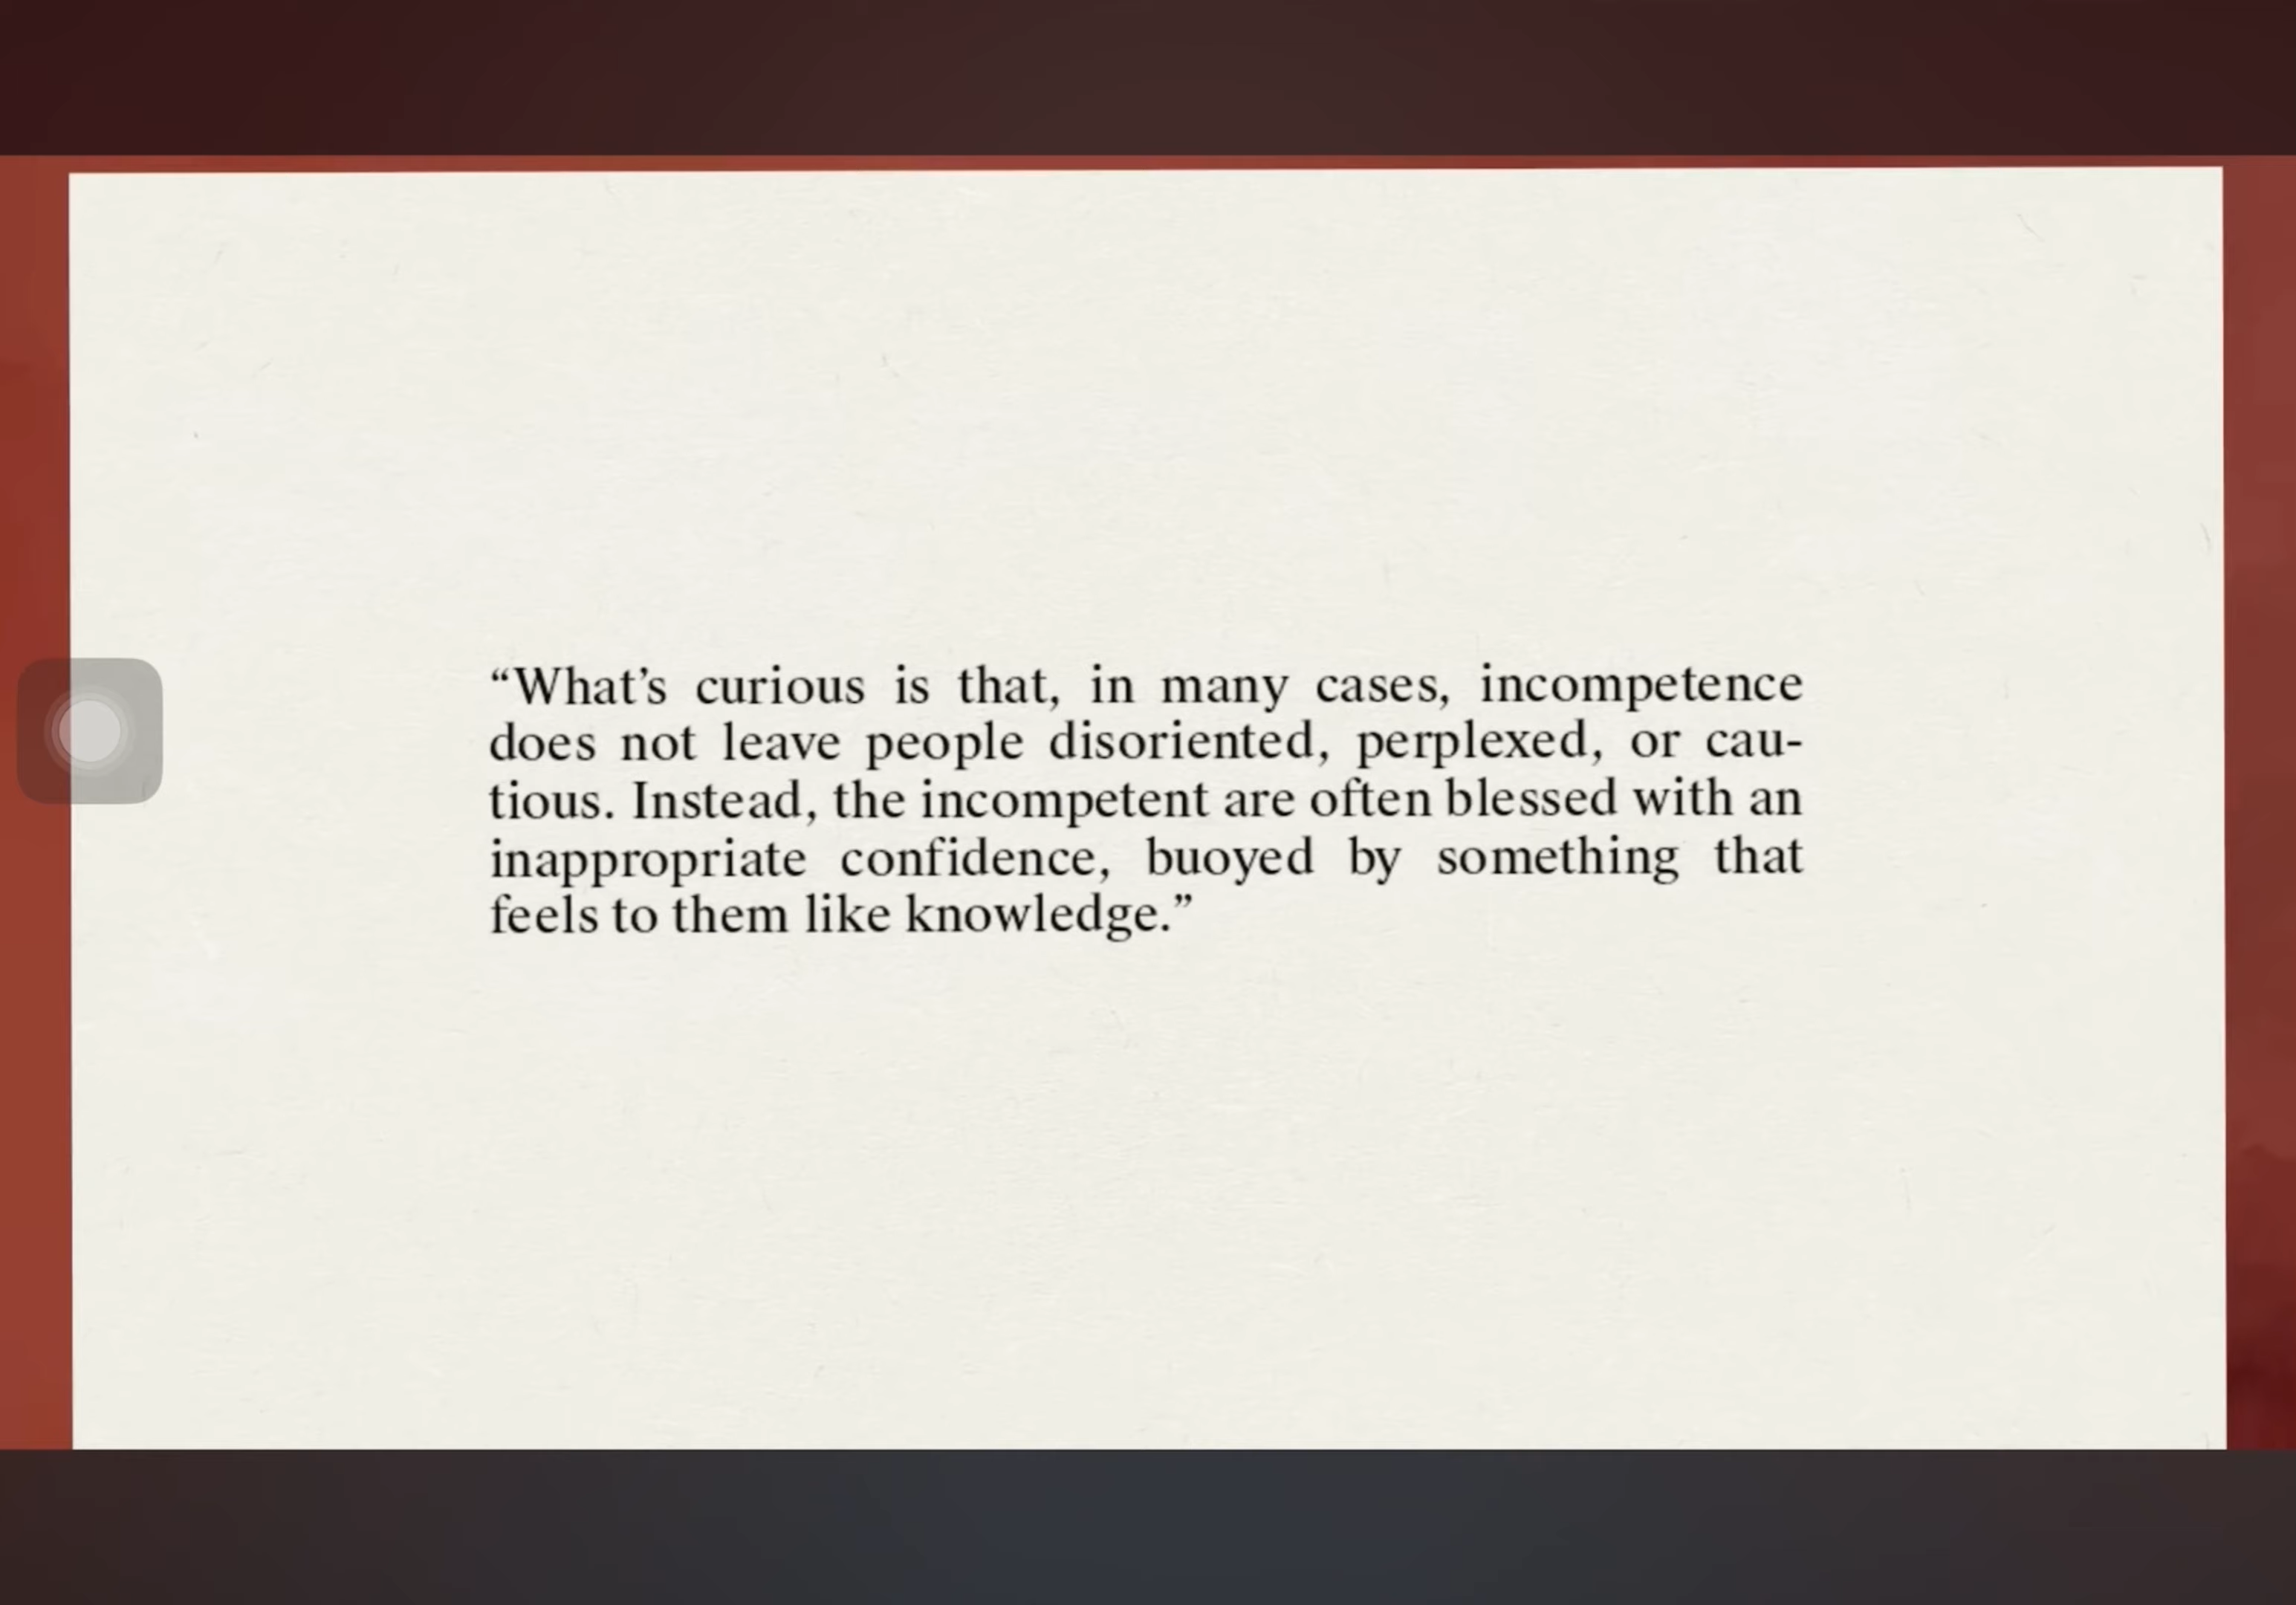 “What’s curious is that, in many cases, incompetence
does not leave people disoriented, perplexed, or cau-
tious. Instead, the incompetent are often blessed with an
inappropriate confidence, buoyed by something that
feels to them like knowledge.”